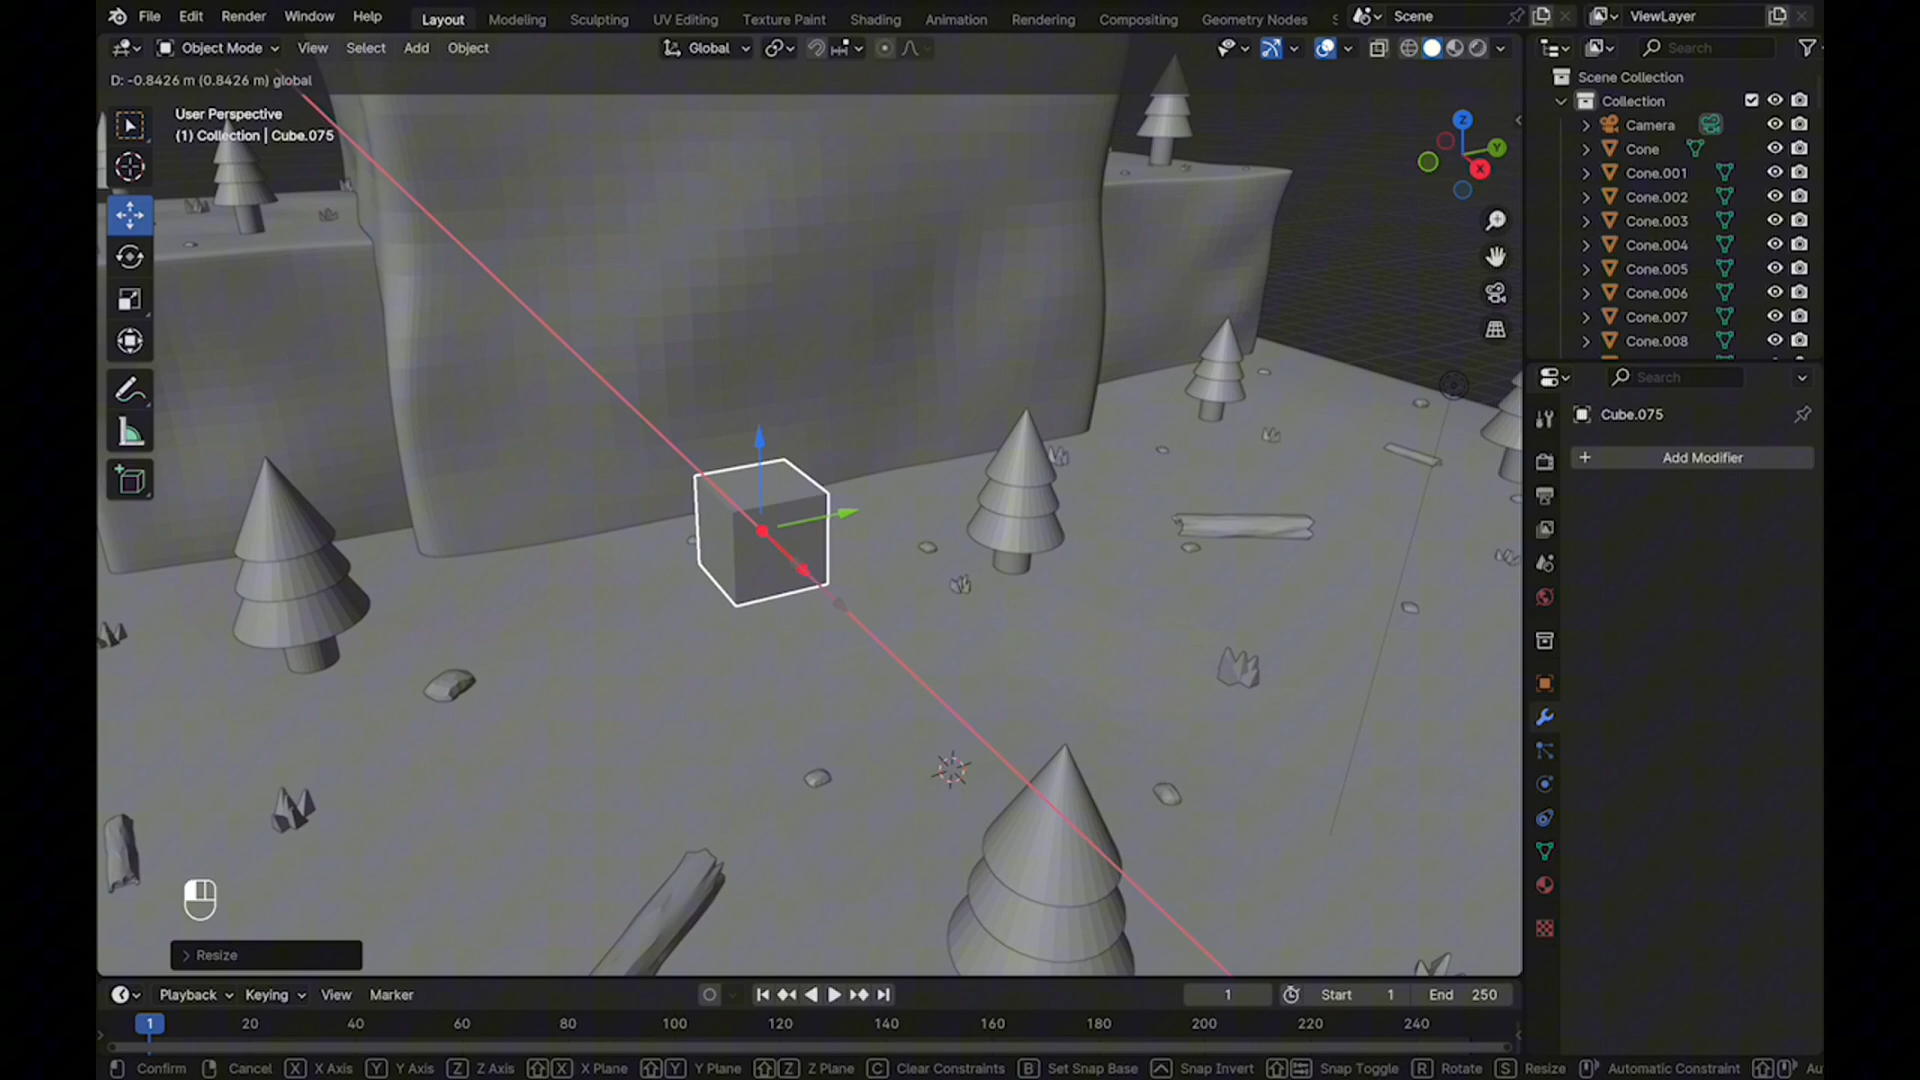 File Edit Render Window Help Layout Modeling Sculpting UV Editing Texture Paint Shading Animation Rendering Compositing Geometry Nodes Scene ViewLayer
Object Mode View Select Add Object Global Search
D: -0.8426 m (0.8426 m) global
User Perspective
(1) Collection | Cube.075
Z
Y
X
Scene Collection
Collection
Camera
Cone
Cone.001
Cone.002
Cone.003
Cone.004
Cone.005
Cone.006
Cone.007
Cone.008
Search
Cube.075
+ Add Modifier
Resize
Playback Keying View Marker 1 Start 1 End 250
1 20 40 60 80 100 120 140 160 180 200 220 240
Confirm Cancel X X Axis Y Y Axis Z Z Axis X X Plane Y Y Plane Z Z Plane C Clear Constraints B Set Snap Base Snap Invert Snap Toggle R Rotate S Resize Automatic Constraint Au